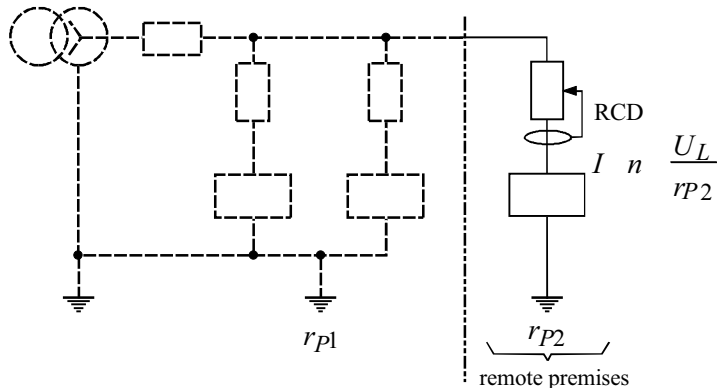 RCD
I n U_L / r_P2
r_P1
r_P2
remote premises